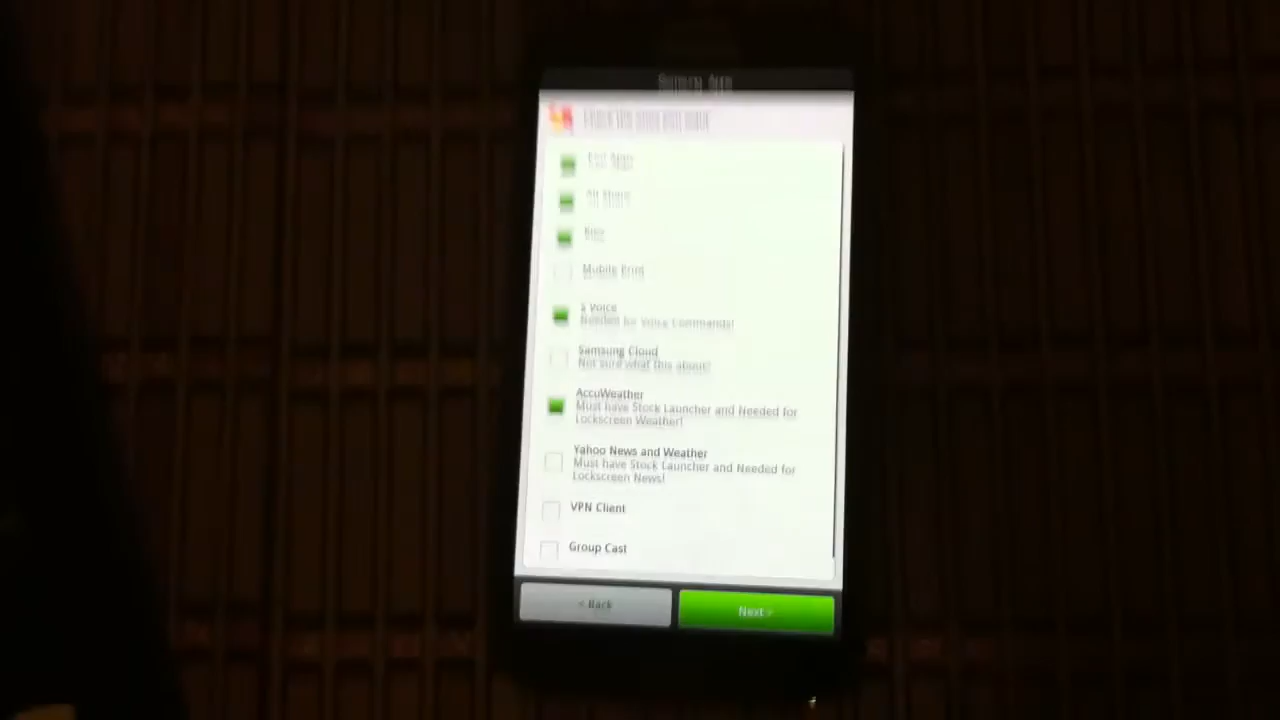 All Share
Mobile Print
S Voice
Needed for Voice Commands!
Samsung Cloud
Not sure what this about?
AccuWeather
Must have Stock Launcher and Needed for
Lockscreen Weather!
Yahoo News and Weather
Must have Stock Launcher and Needed for
Lockscreen News!
VPN Client
Group Cast
< Back
Next >